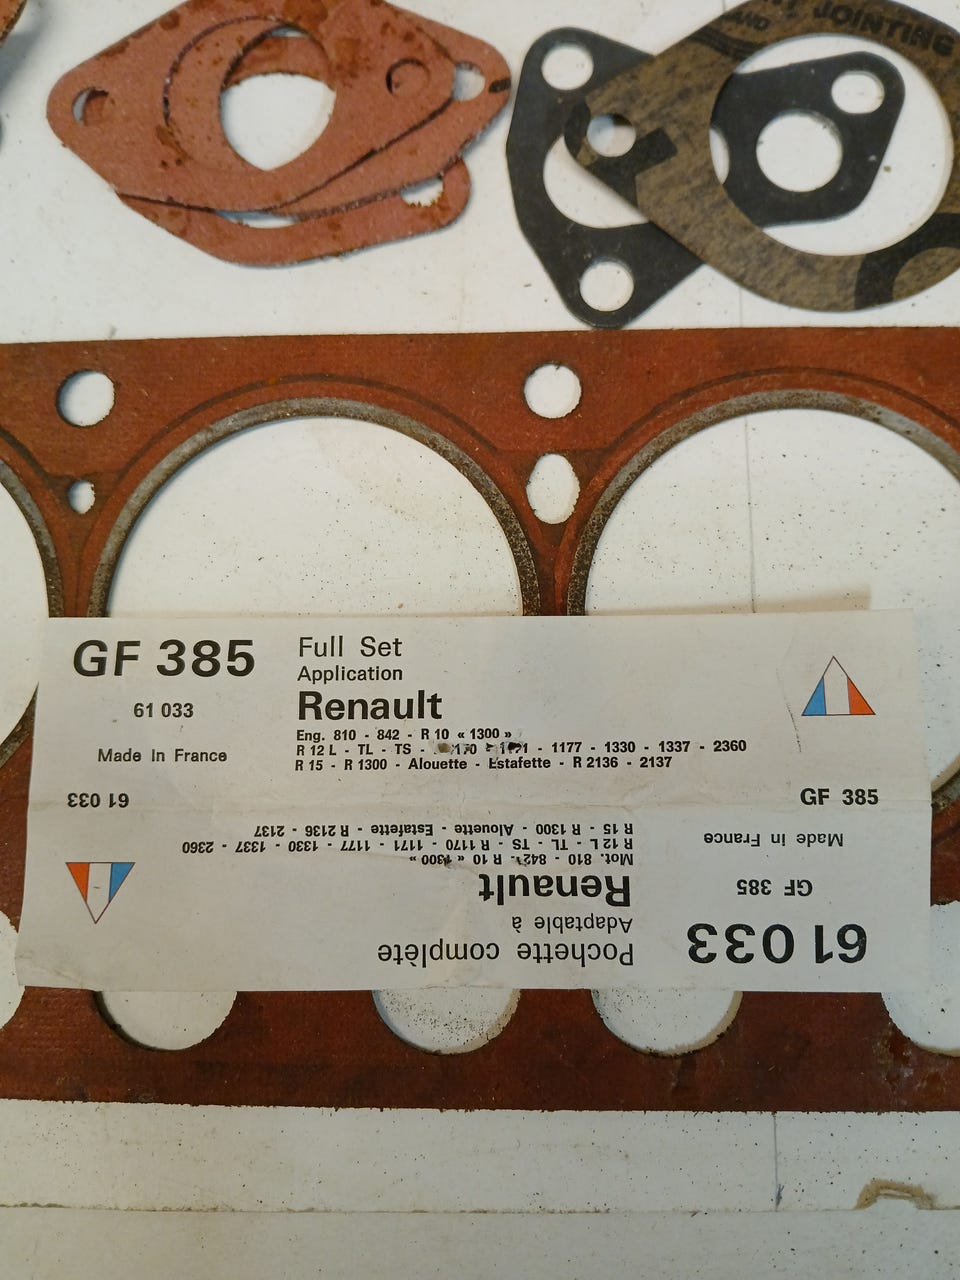 JOINTING
AND
GF 385
61 033
Made In France
Full Set
Application
Renault
Eng. 810 - 842 - R 10 « 1300 »
R 12 L - TL - TS - 1171 - 1177 - 1330 - 1337 - 2360
R 15 - R 1300 - Alouette - Estafette - R 2136 - 2137
61 033
GF 385
61 033
GF 385
Made in France
Pochette complète
Adaptable à
Renault
Mot. 810 - 842 - R 10 « 1300 »
R 12 L - TL - TS - R 1170 - 1171 - 1177 - 1330 - 1337 - 2360
R 15 - R 1300 - Alouette - Estafette - R 2136 - 2137